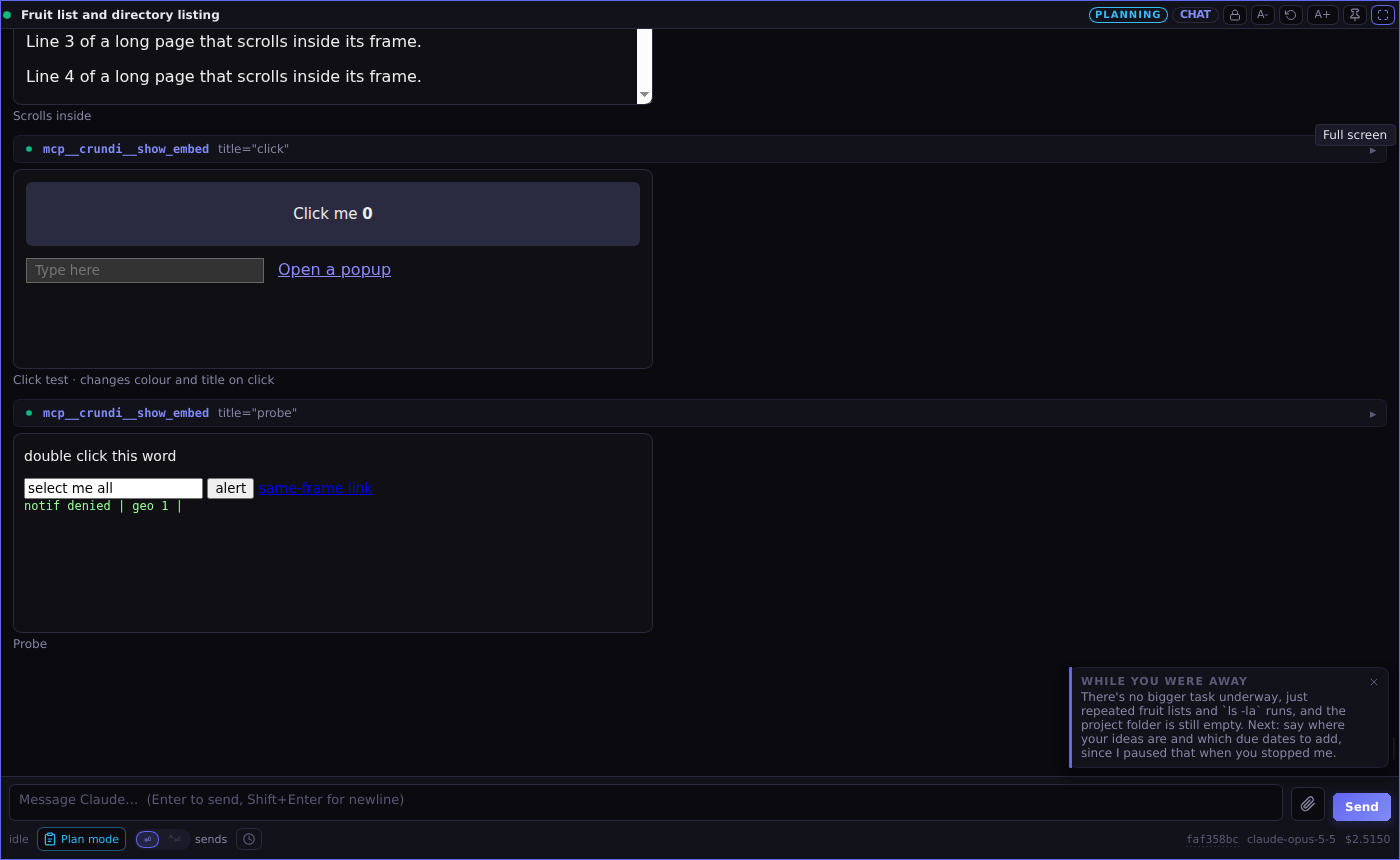 Fruit list and directory listing
PLANNING CHAT A- A+
Line 3 of a long page that scrolls inside its frame.
Line 4 of a long page that scrolls inside its frame.
Scrolls inside
Full screen
mcp__crundi__show_embed title="click"
Click me 0
Type here Open a popup
Click test · changes colour and title on click
mcp__crundi__show_embed title="probe"
double click this word
select me all alert same-frame link
notif denied | geo 1 |
Probe
WHILE YOU WERE AWAY
There's no bigger task underway, just
repeated fruit lists and `ls -la` runs, and the
project folder is still empty. Next: say where
your ideas are and which due dates to add,
since I paused that when you stopped me.
Message Claude… (Enter to send, Shift+Enter for newline)
Send
idle Plan mode sends faf358bc claude-opus-5-5 $2.5150